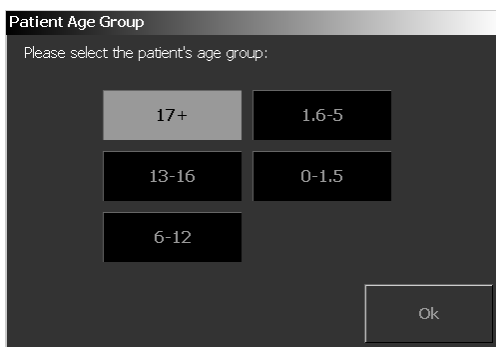 Patient Age Group
Please select the patient's age group:
17+
1.6-5
13-16
0-1.5
6-12
Ok